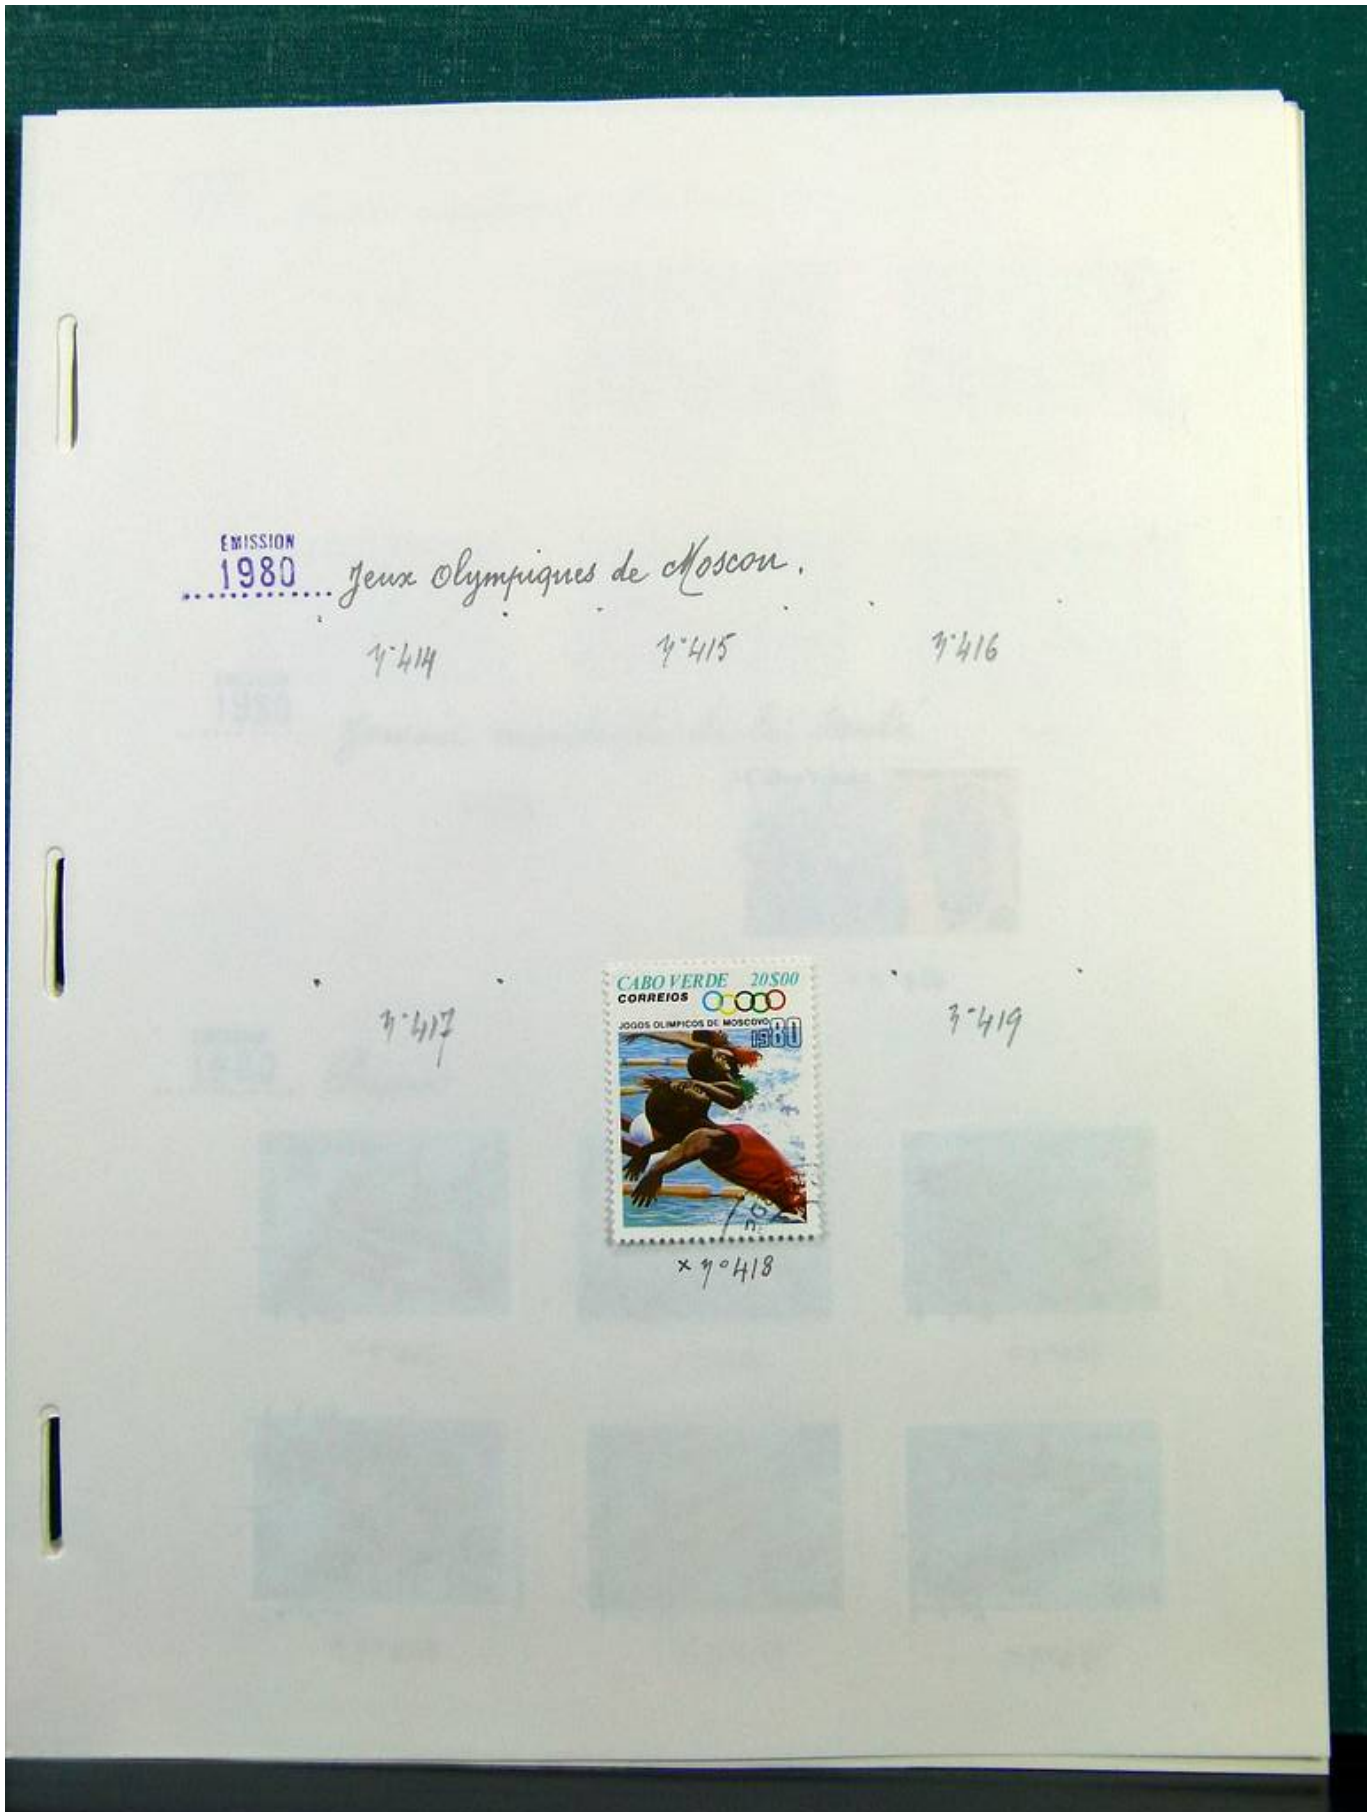 ÉMISSION
1980 Jeux Olympiques de Moscou.
n°414 n°415 n°416
CABO VERDE 20$00
CORREIOS
JOGOS OLIMPICOS DE MOSCOVO
1980
n°417 n°419
x n°418